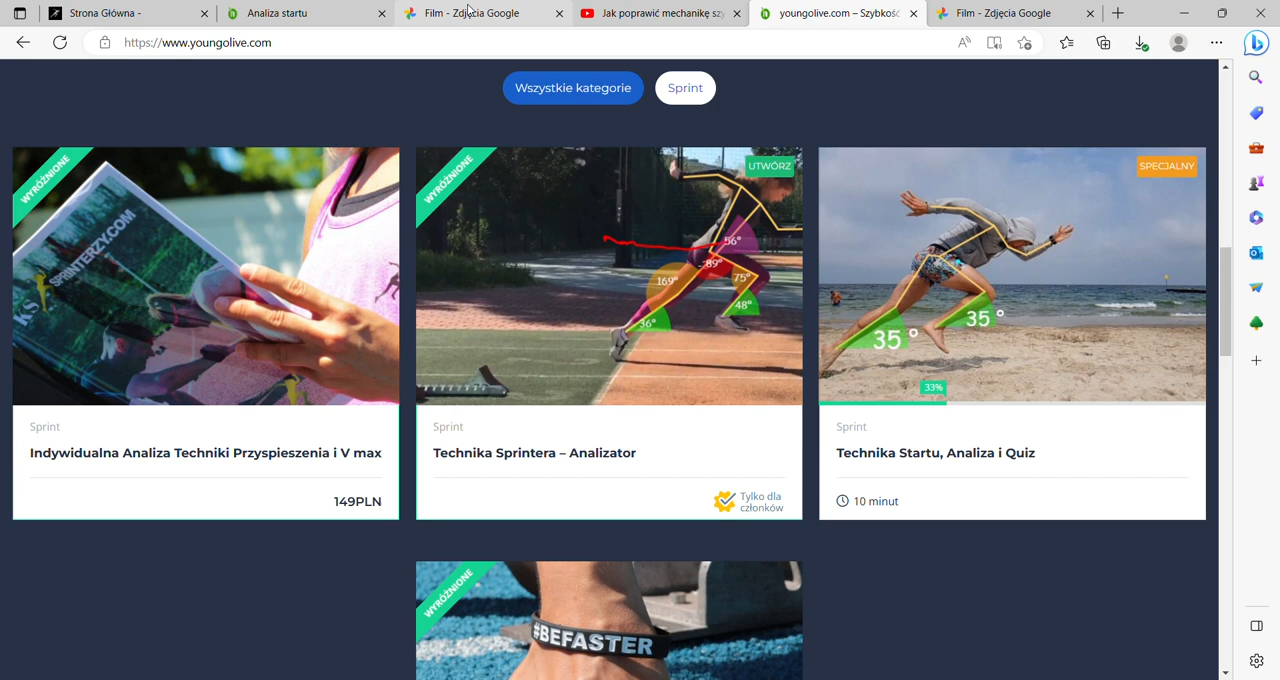 Strona Główna -
Analiza startu
Film - Zdjęcia Google
Jak poprawić mechanikę szy
youngolive.com – Szybkość
Film - Zdjęcia Google
https://www.youngolive.com
Wszystkie kategorie
Sprint
WYRÓŻNIONE
KS SPRINTERZY.COM
Sprint
Indywidualna Analiza Techniki Przyspieszenia i V max
149PLN
WYRÓŻNIONE
UTWÓRZ
56°
89°
169°
75°
48°
36°
Sprint
Technika Sprintera – Analizator
Tylko dla
członków
SPECJALNY
35 °
35 °
33%
Sprint
Technika Startu, Analiza i Quiz
10 minut
WYRÓŻNIONE
#BEFASTER